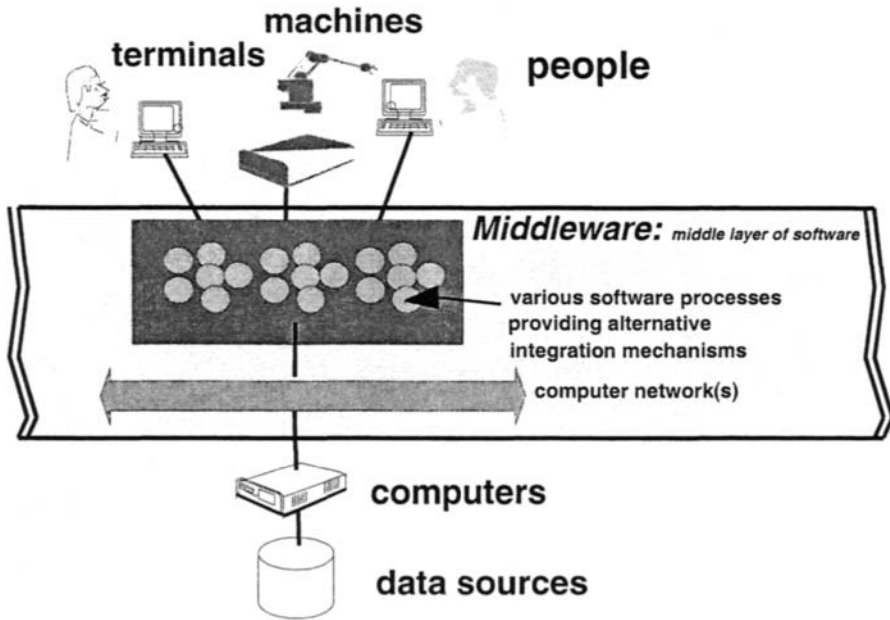 machines
terminals
people
Middleware: middle layer of software
various software processes
providing alternative
integration mechanisms
computer network(s)
computers
data sources